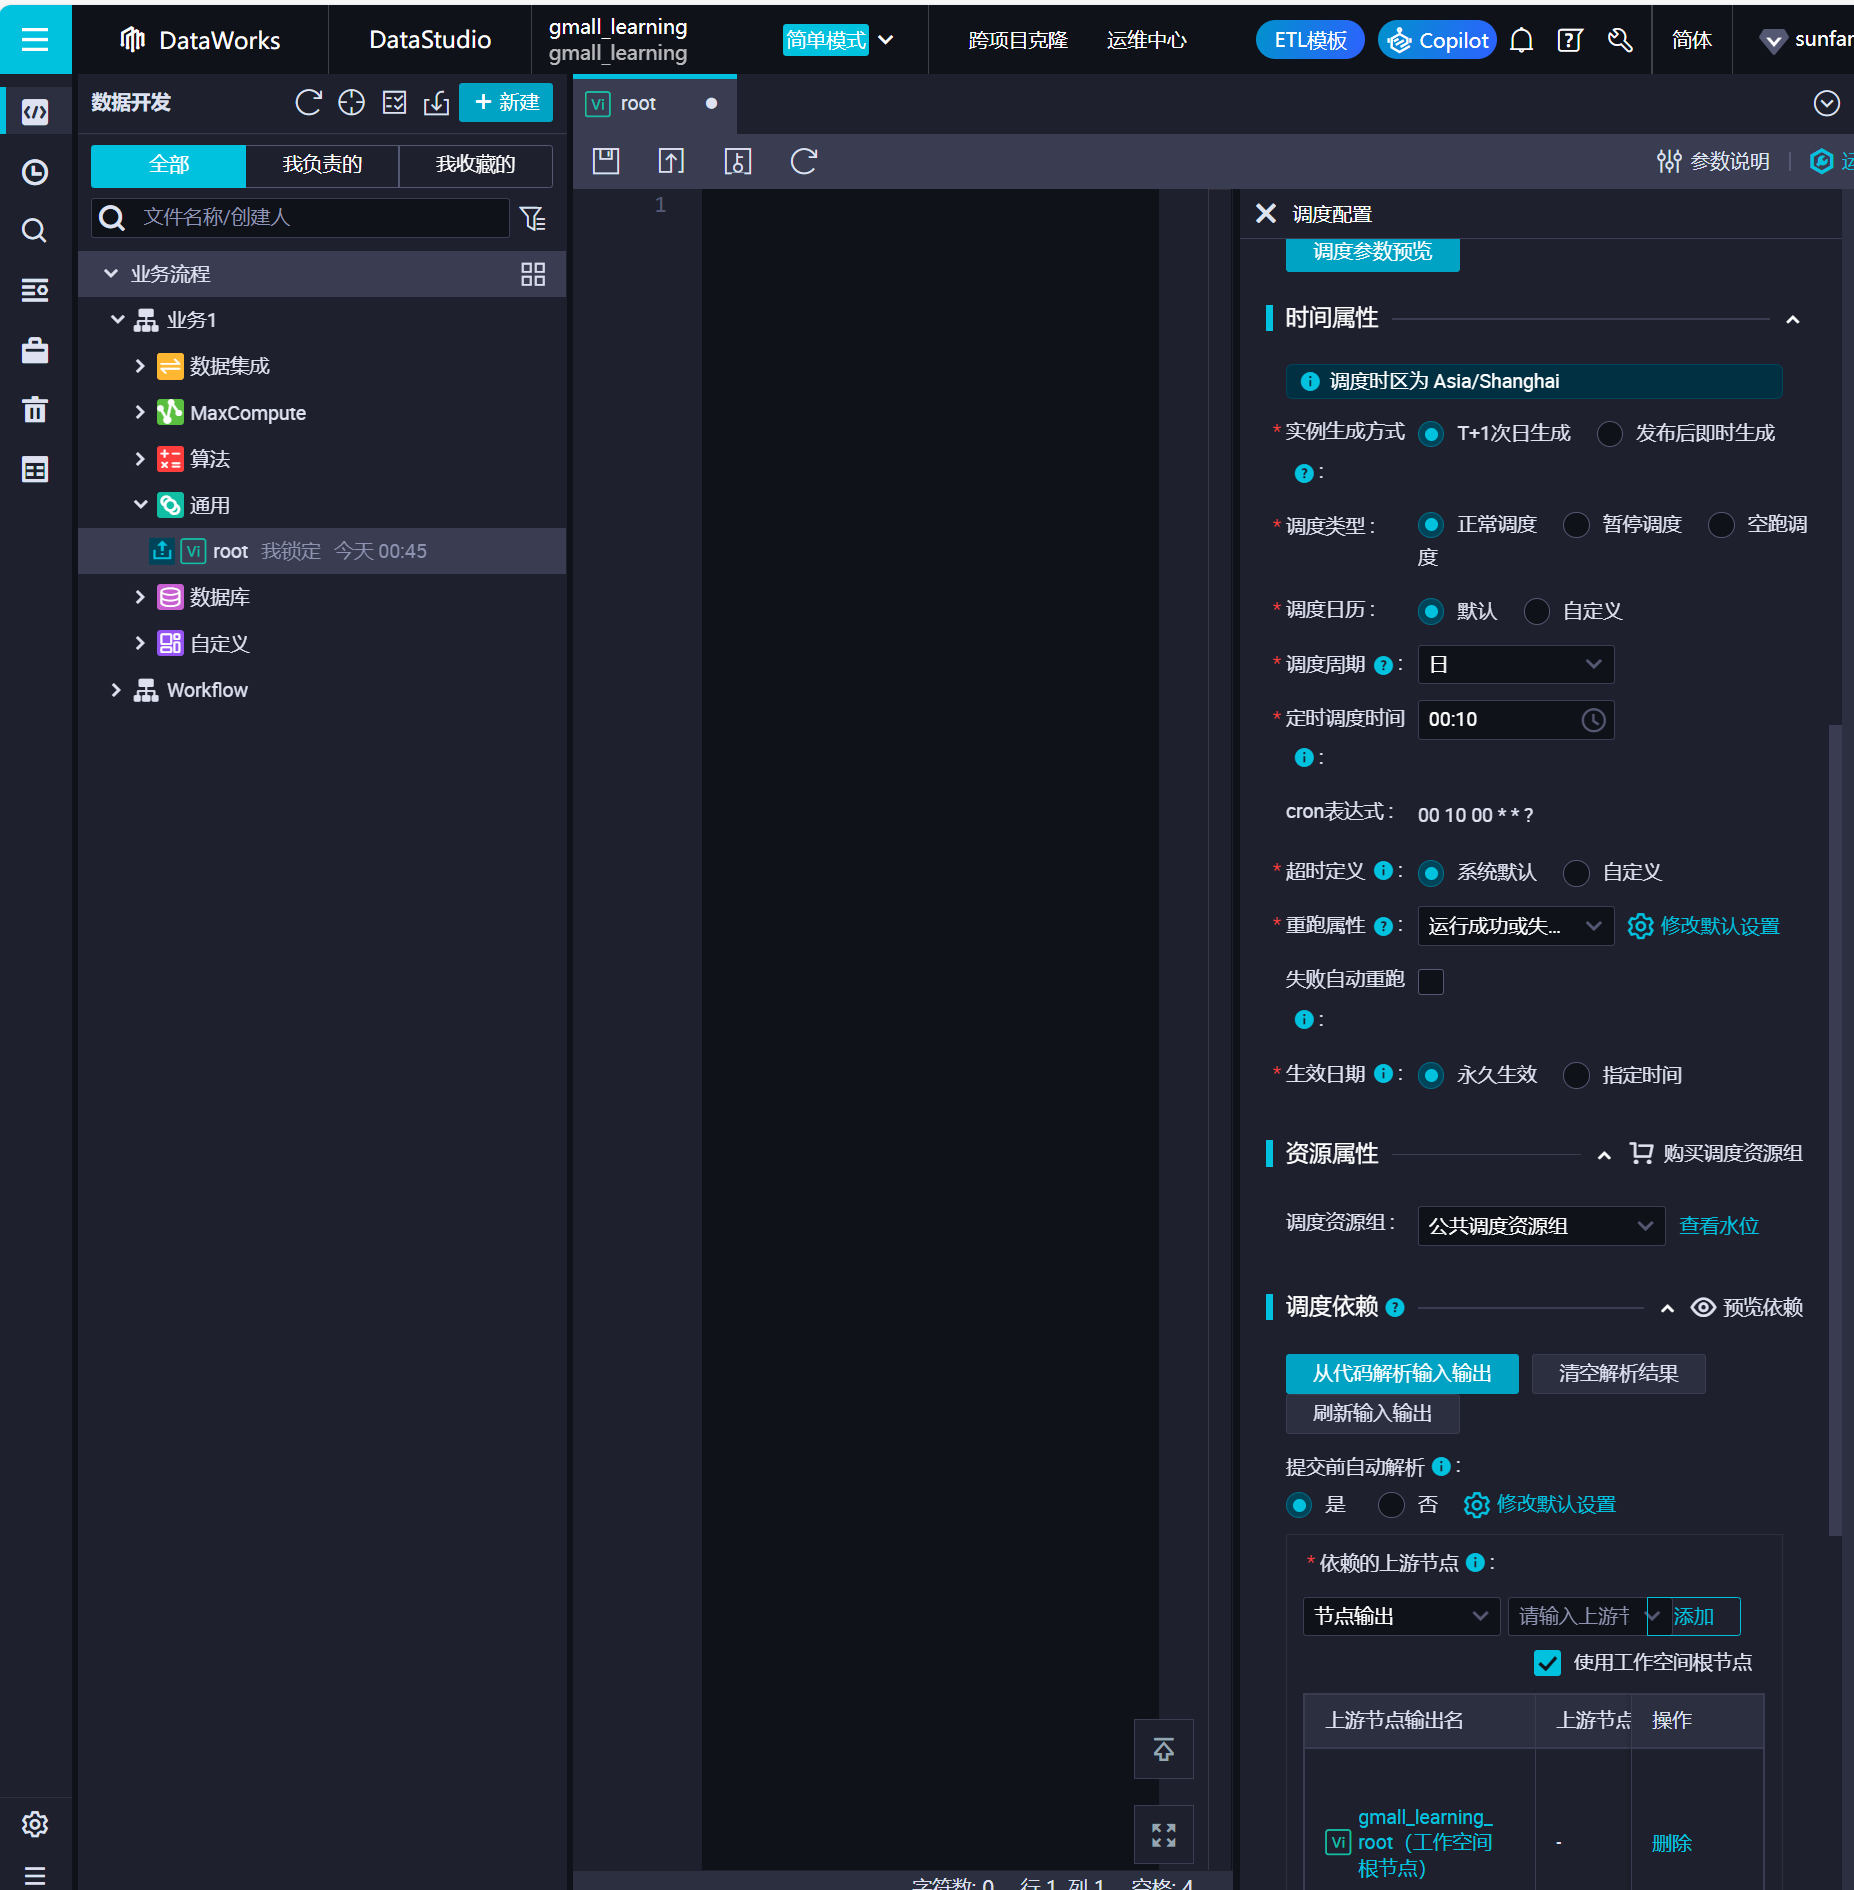 DataWorks
DataStudio
gmall_learning
gmall_learning
简单模式
跨项目克隆
运维中心
ETL模板
Copilot
简体
sunfar
数据开发
+ 新建
全部
我负责的
我收藏的
文件名称/创建人
业务流程
业务1
数据集成
MaxCompute
算法
通用
Vi root 我锁定 今天 00:45
数据库
自定义
Workflow
Vi root
参数说明
1
调度配置
调度参数预览
时间属性
调度时区为 Asia/Shanghai
* 实例生成方式 ? : T+1次日生成 发布后即时生成
* 调度类型 : 正常调度 暂停调度 空跑调度
* 调度日历 : 默认 自定义
* 调度周期 ? : 日
* 定时调度时间 : 00:10
cron表达式 : 00 10 00 * * ?
* 超时定义 : 系统默认 自定义
* 重跑属性 ? : 运行成功或失... 修改默认设置
失败自动重跑 :
* 生效日期 : 永久生效 指定时间
资源属性
购买调度资源组
调度资源组 : 公共调度资源组 查看水位
调度依赖 ?
预览依赖
从代码解析输入输出
清空解析结果
刷新输入输出
提交前自动解析 :
是 否 修改默认设置
* 依赖的上游节点 :
节点输出 请输入上游节 添加
使用工作空间根节点
上游节点输出名 上游节点 操作
Vi gmall_learning_root（工作空间根节点） - 删除
字符数: 0 行 1, 列 1 空格: 4